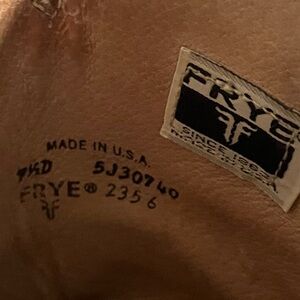 MADE IN U.S.A.
7½D 5J30740
FRYE® 2356
FRYE
SINCE 1863